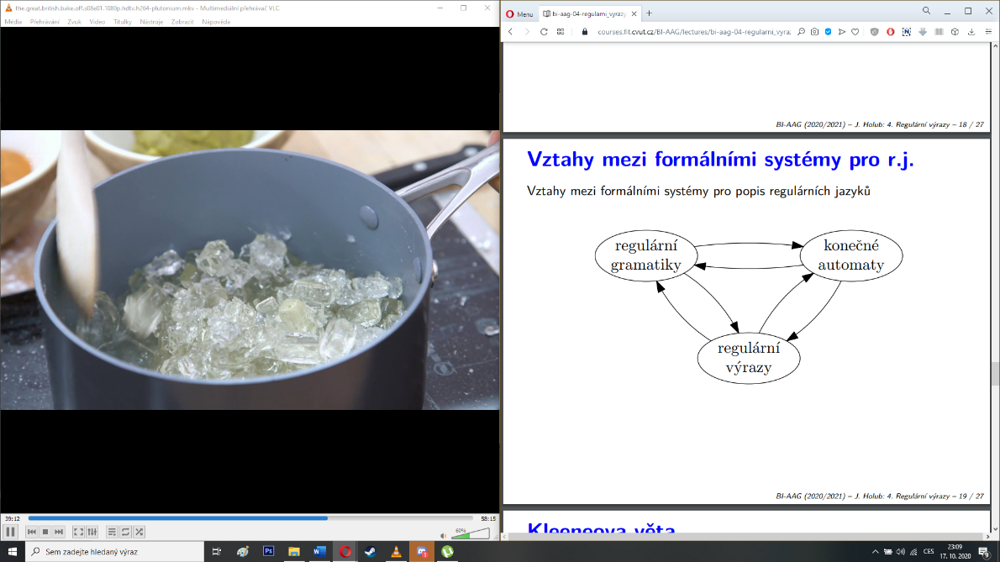 the.great.british.bake.off.s08e01.1080p.hdtv.h264-plutonium.mkv - Multimediální přehrávač VLC
Média Přehrávání Zvuk Video Titulky Nástroje Zobrazit Nápověda
39:12
58:15
60%
Menu
bi-aag-04-regularni_vyrazy
courses.fit.cvut.cz/BI-AAG/lectures/bi-aag-04-regularni_vyra
BI-AAG (2020/2021) – J. Holub: 4. Regulární výrazy – 18 / 27
Vztahy mezi formálními systémy pro r.j.
Vztahy mezi formálními systémy pro popis regulárních jazyků
regulární
gramatiky
konečné
automaty
regulární
výrazy
BI-AAG (2020/2021) – J. Holub: 4. Regulární výrazy – 19 / 27
Kleeneova věta
Sem zadejte hledaný výraz
Ps
CES
23:09
17. 10. 2020